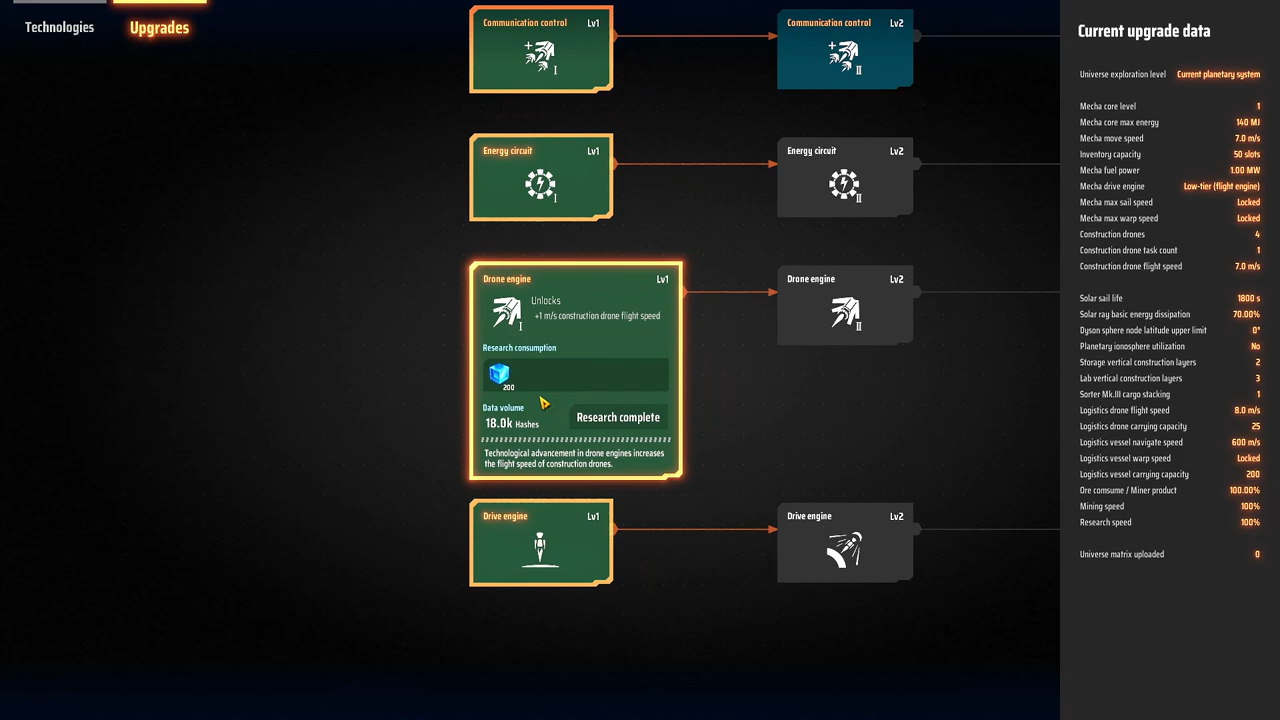 Technologies
Upgrades
Communication control Lv1
I
Communication control Lv2
II
Energy circuit Lv1
I
Energy circuit Lv2
II
Drone engine Lv1
Unlocks
+1 m/s construction drone flight speed
I
Research consumption
200
Data volume
18.0k Hashes
Research complete
Technological advancement in drone engines increases
the flight speed of construction drones.
Drone engine Lv2
II
Drive engine Lv1
Drive engine Lv2
Current upgrade data
Universe exploration level Current planetary system
Mecha core level 1
Mecha core max energy 140 MJ
Mecha move speed 7.0 m/s
Inventory capacity 50 slots
Mecha fuel power 1.00 MW
Mecha drive engine Low-tier (flight engine)
Mecha max sail speed Locked
Mecha max warp speed Locked
Construction drones 4
Construction drone task count 1
Construction drone flight speed 7.0 m/s
Solar sail life 1800 s
Solar ray basic energy dissipation 70.00%
Dyson sphere node latitude upper limit 0°
Planetary ionosphere utilization No
Storage vertical construction layers 2
Lab vertical construction layers 3
Sorter Mk.III cargo stacking 1
Logistics drone flight speed 8.0 m/s
Logistics drone carrying capacity 25
Logistics vessel navigate speed 600 m/s
Logistics vessel warp speed Locked
Logistics vessel carrying capacity 200
Ore comsume / Miner product 100.00%
Mining speed 100%
Research speed 100%
Universe matrix uploaded 0